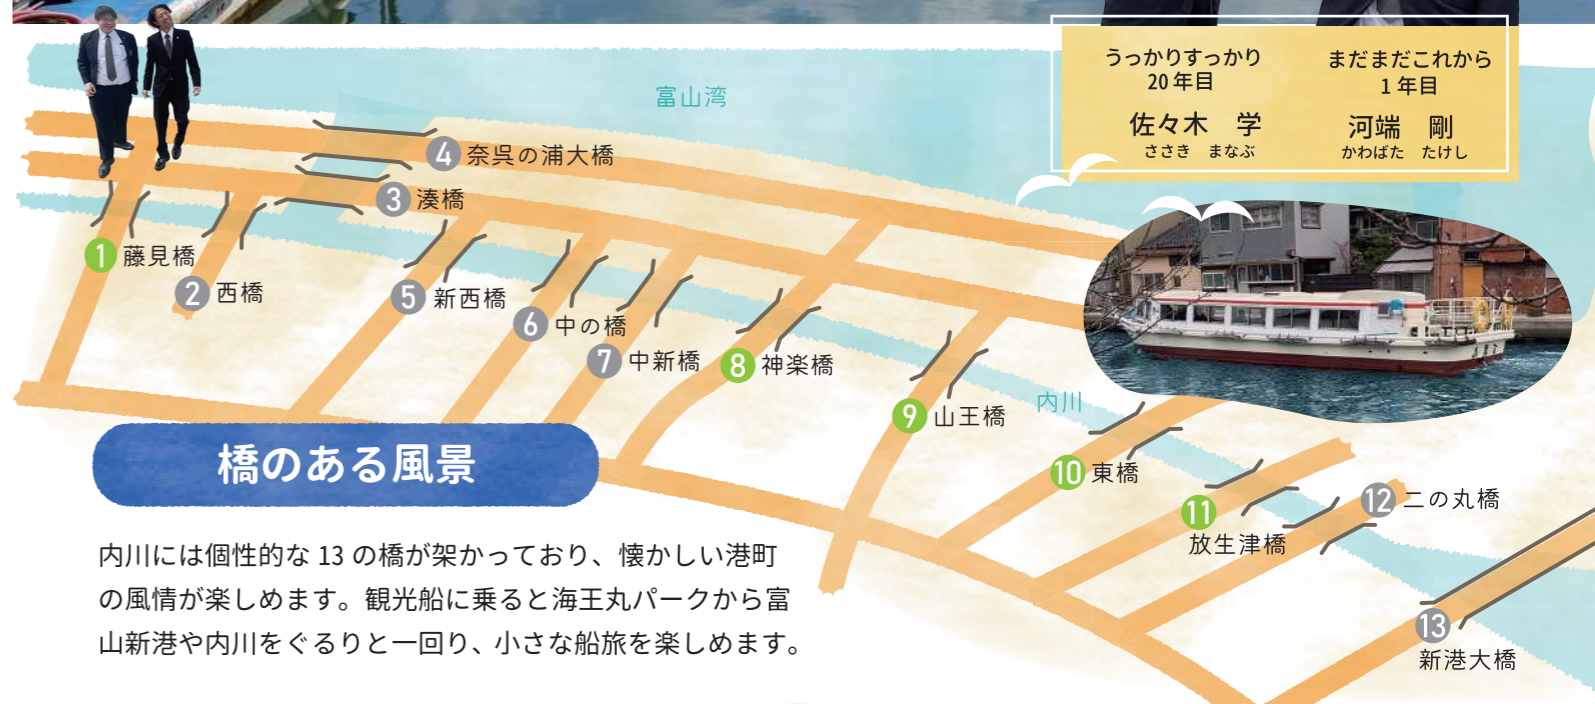 うっかりすっかり
20年目
佐々木 学
ささき まなぶ
まだまだこれから
1年目
河端 剛
かわばた たけし
富山湾
4 奈呉の浦大橋
3 湊橋
1 藤見橋
2 西橋
5 新西橋
6 中の橋
7 中新橋
8 神楽橋
9 山王橋
内川
10 東橋
11
放生津橋
12 二の丸橋
13
新港大橋
橋のある風景
内川には個性的な 13 の橋が架かっており、懐かしい港町
の風情が楽しめます。観光船に乗ると海王丸パークから富
山新港や内川をぐるりと一回り、小さな船旅を楽しめます。